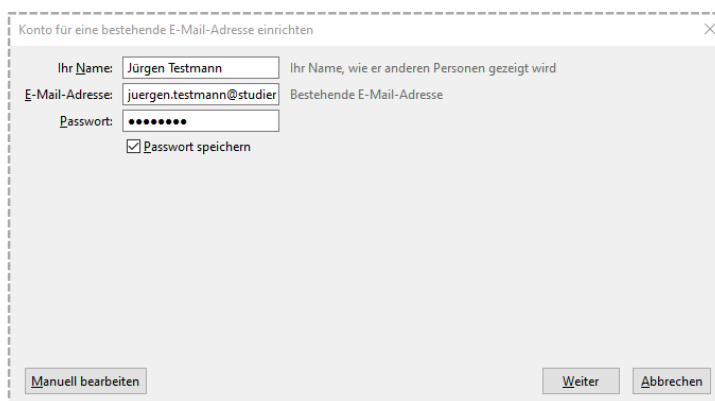 Konto für eine bestehende E-Mail-Adresse einrichten
Ihr Name: Jürgen Testmann Ihr Name, wie er anderen Personen gezeigt wird
E-Mail-Adresse: juergen.testmann@studier Bestehende E-Mail-Adresse
Passwort: ●●●●●●●●
Passwort speichern
Manuell bearbeiten Weiter Abbrechen